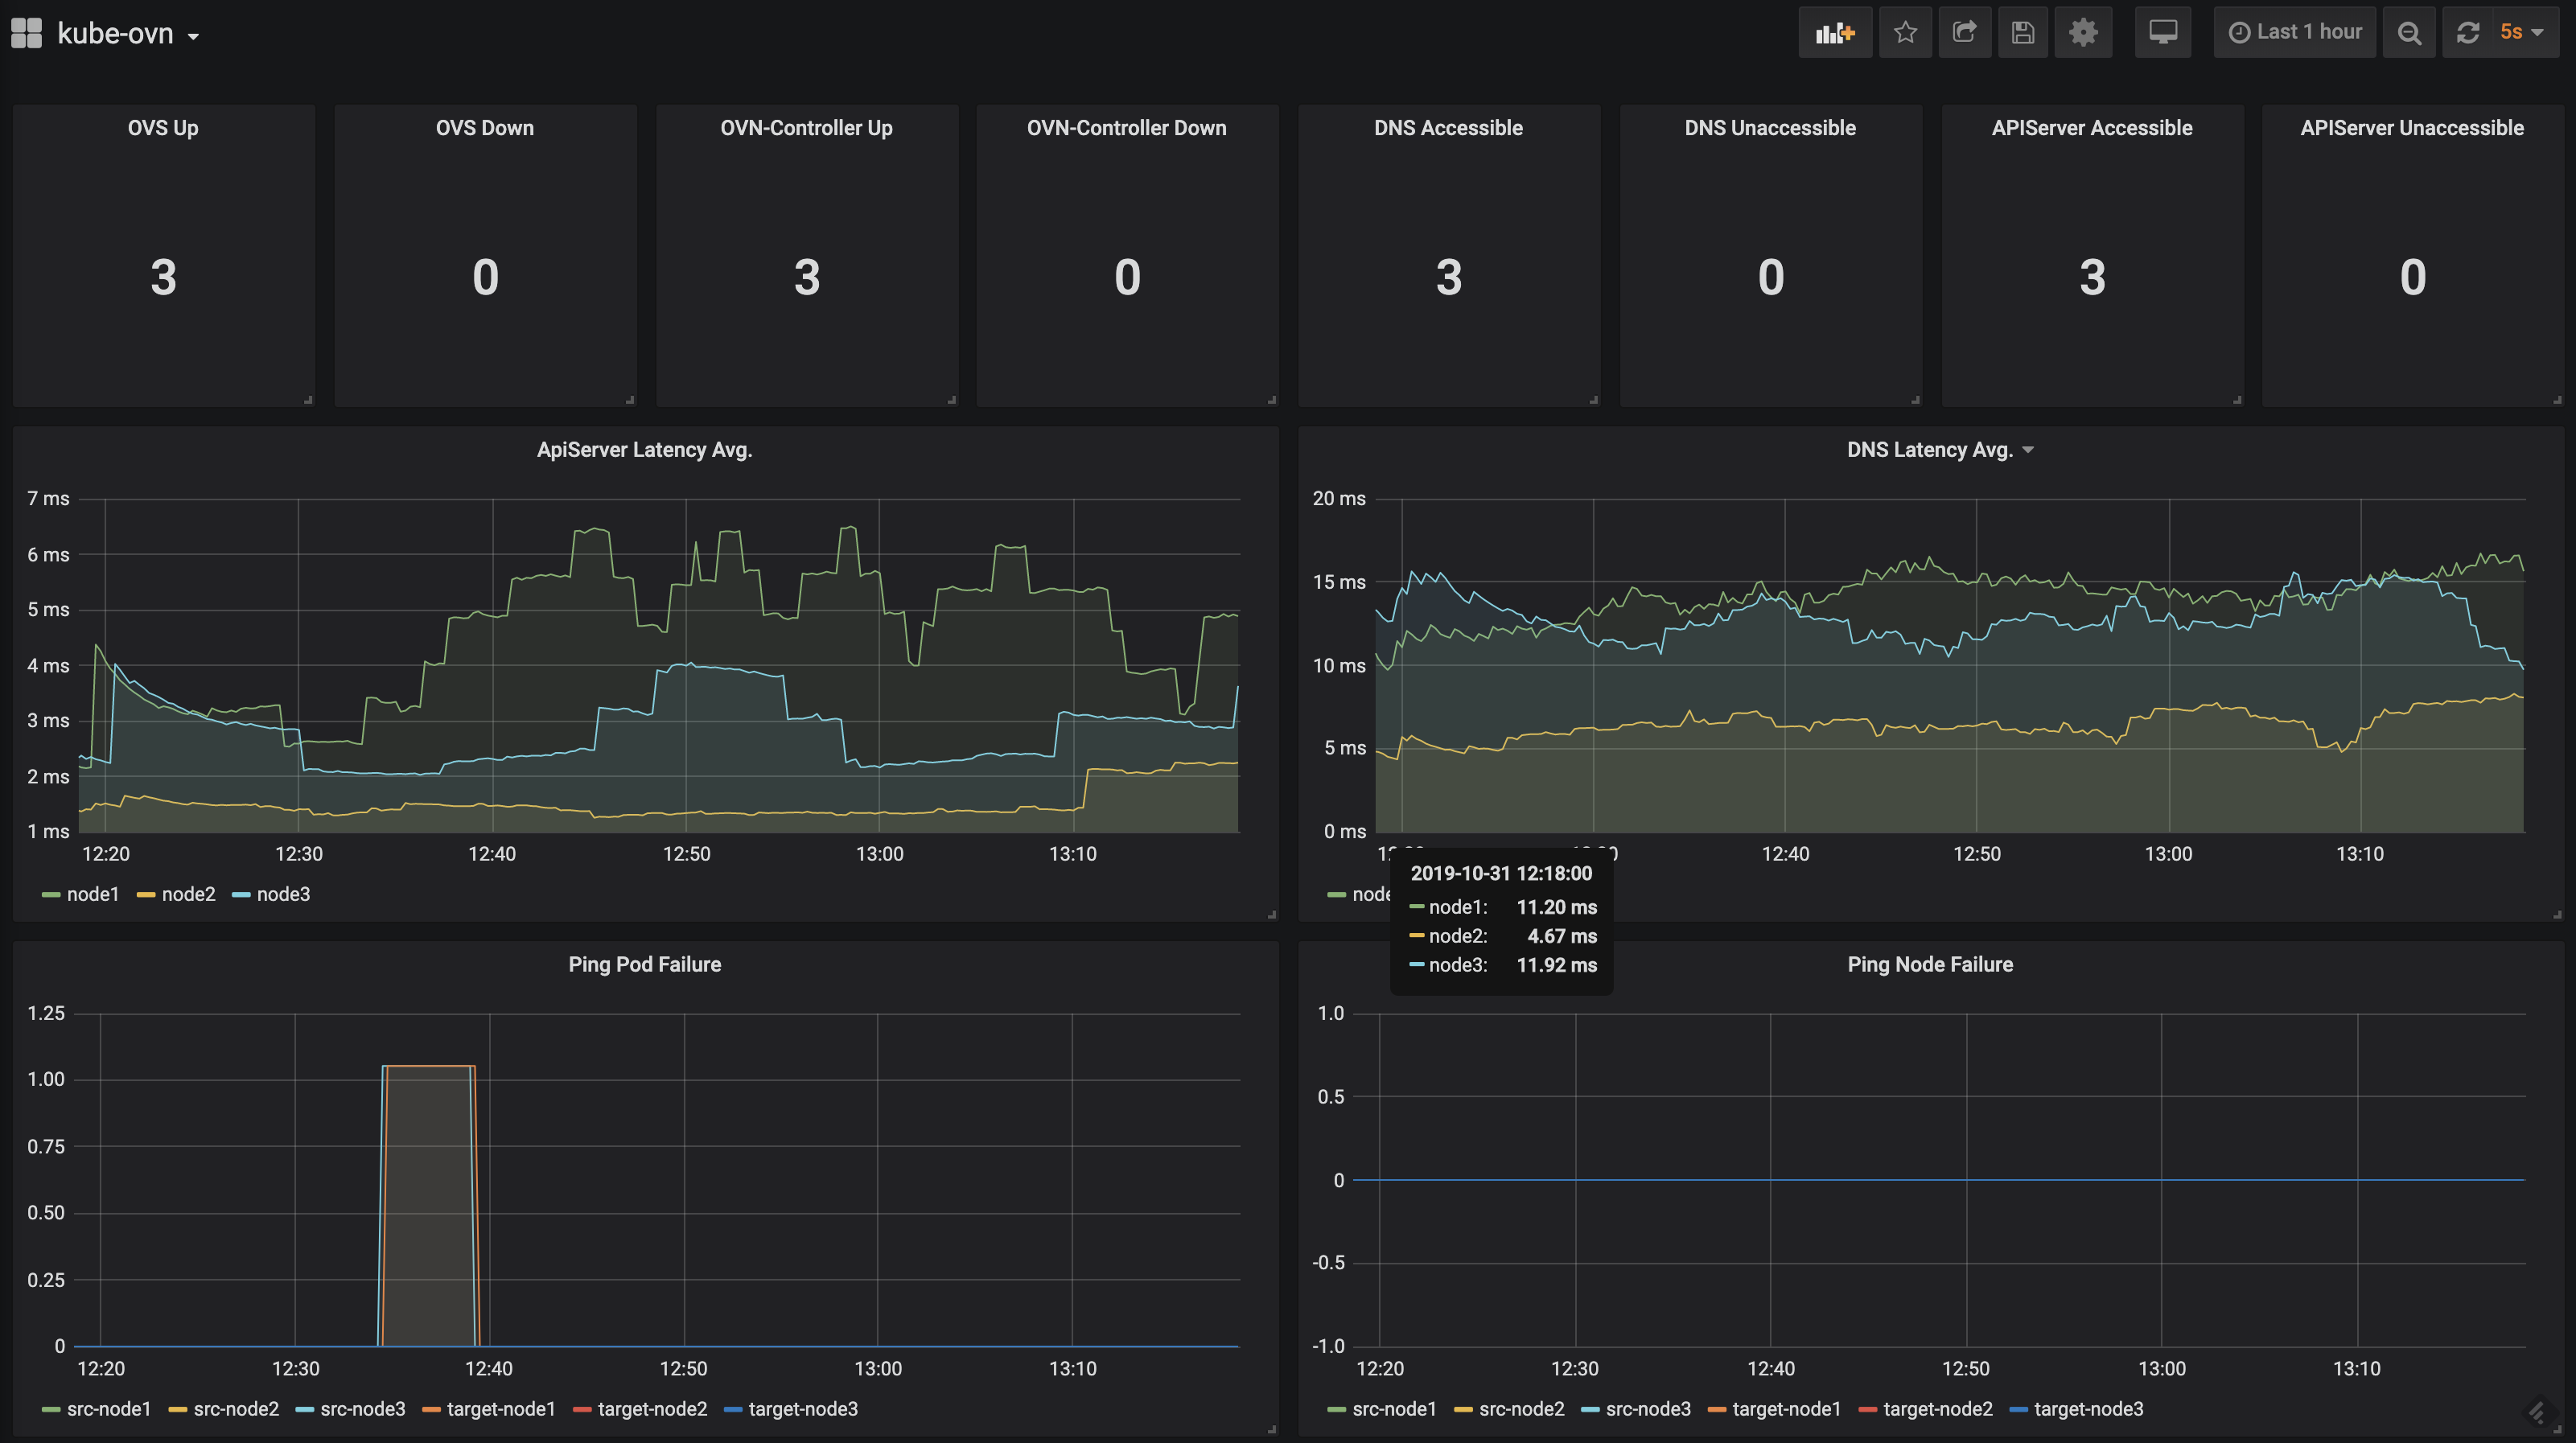 kube-ovn
Last 1 hour
5s
OVS Up
OVS Down
OVN-Controller Up
OVN-Controller Down
DNS Accessible
DNS Unaccessible
APIServer Accessible
APIServer Unaccessible
3
0
3
0
3
0
3
0
ApiServer Latency Avg.
7 ms
6 ms
5 ms
4 ms
3 ms
2 ms
1 ms
12:20 12:30 12:40 12:50 13:00 13:10
node1 node2 node3
DNS Latency Avg.
20 ms
15 ms
10 ms
5 ms
0 ms
12:40 12:50 13:00 13:10
2019-10-31 12:18:00
node1: 11.20 ms
node2: 4.67 ms
node3: 11.92 ms
Ping Pod Failure
1.25
1.00
0.75
0.50
0.25
0
12:20 12:30 12:40 12:50 13:00 13:10
src-node1 src-node2 src-node3 target-node1 target-node2 target-node3
Ping Node Failure
1.0
0.5
0
-0.5
-1.0
12:20 12:30 12:40 12:50 13:00 13:10
src-node1 src-node2 src-node3 target-node1 target-node2 target-node3